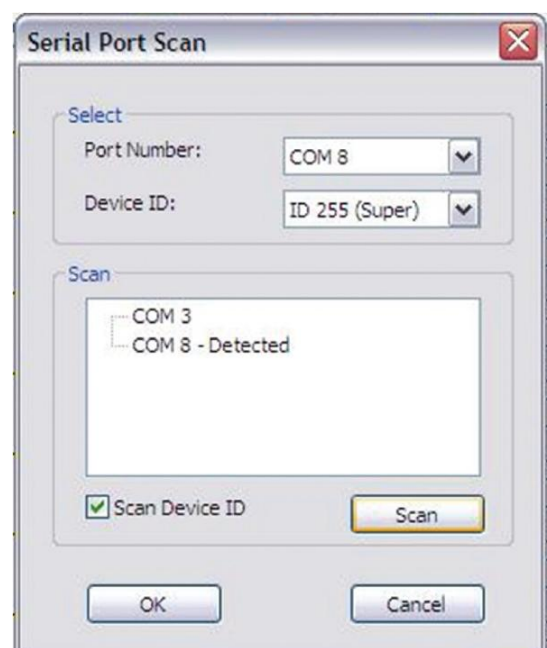 Serial Port Scan
Select
Port Number:
COM 8
Device ID:
ID 255 (Super)
Scan
COM 3
COM 8 - Detected
Scan Device ID
Scan
OK
Cancel